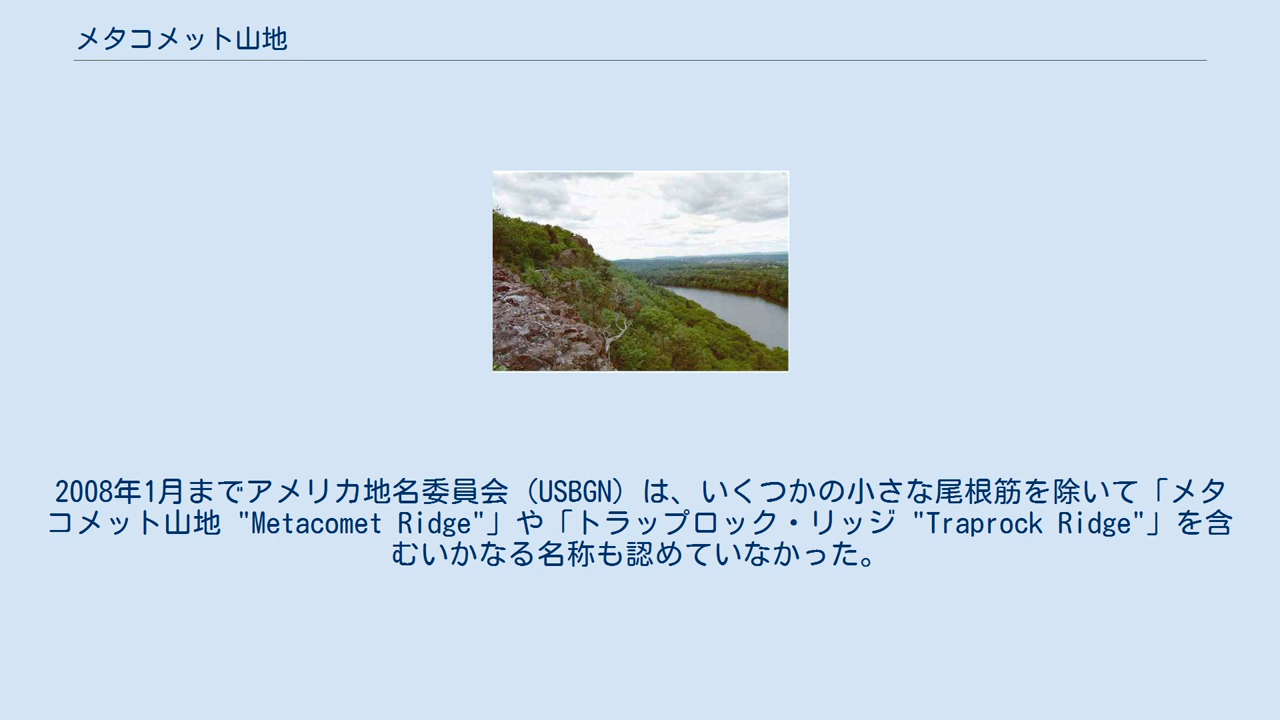 メタコメット山地
2008年1月までアメリカ地名委員会（USBGN）は、いくつかの小さな尾根筋を除いて「メタ
コメット山地 "Metacomet Ridge"」や「トラップロック・リッジ "Traprock Ridge"」を含
むいかなる名称も認めていなかった。